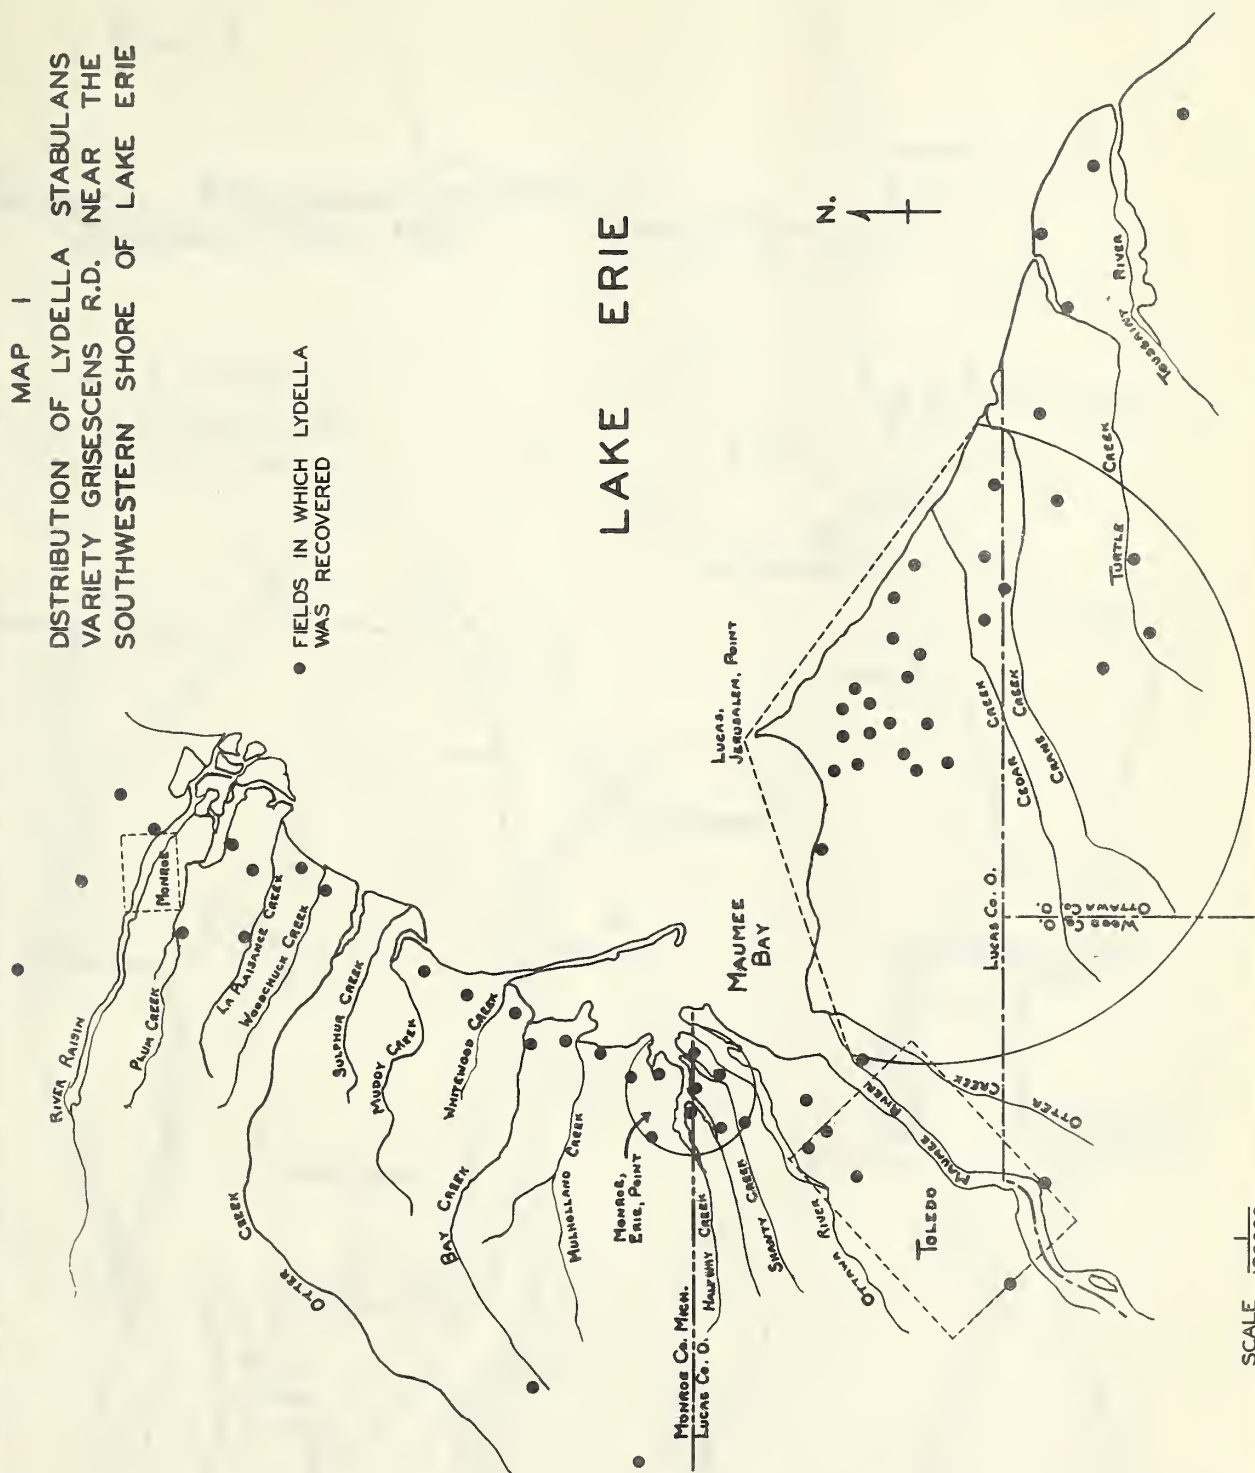 MAP 1
DISTRIBUTION OF LYDELLA STABULANS
VARIETY GRISESCENS R.D. NEAR THE
SOUTHWESTERN SHORE OF LAKE ERIE
● FIELDS IN WHICH LYDELLA
WAS RECOVERED
LAKE ERIE
N.
RIVER RAISIN
MONROE
PLUM CREEK
LA PLAISANCE CREEK
WOODCHUCK CREEK
SULPHUR CREEK
OTTER CREEK
MUDDY CREEK
WHITEWOOD CREEK
BAY CREEK
MULHOLLAND CREEK
MONROE,
ERIE, POINT
MONROE CO. MICH.
LUCAS CO. O.
HALFWAY CREEK
SHANTY CREEK
OTTAWA RIVER
TOLEDO
MAUMEE RIVER
OTTER CREEK
MAUMEE
BAY
LUCAS,
JERUSALEM, POINT
LUCAS CO. O.
WOOD CO. O.
OTTAWA CO. O.
CEDAR CREEK
CRANS CREEK
TURTLE CREEK
TOUSSAINT RIVER
SCALE